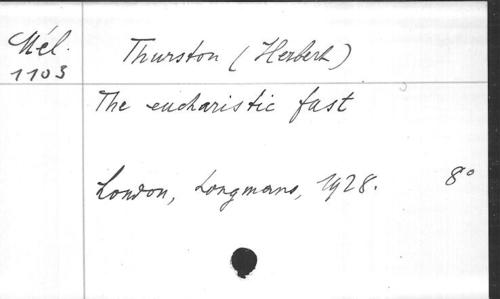 Mél.
1103
Thurston (Herbert)
The eucharistic fast
London, Longmans, 1928. 8°